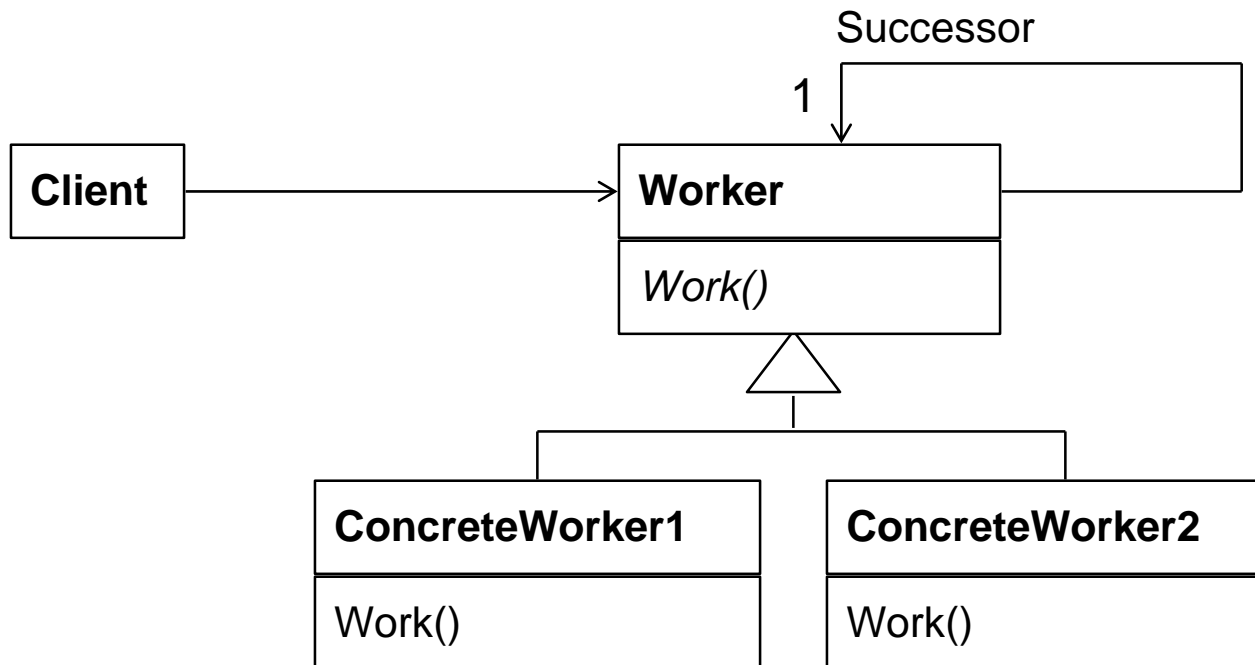 Successor
1
Client
Worker
Work()
ConcreteWorker1
ConcreteWorker2
Work()
Work()